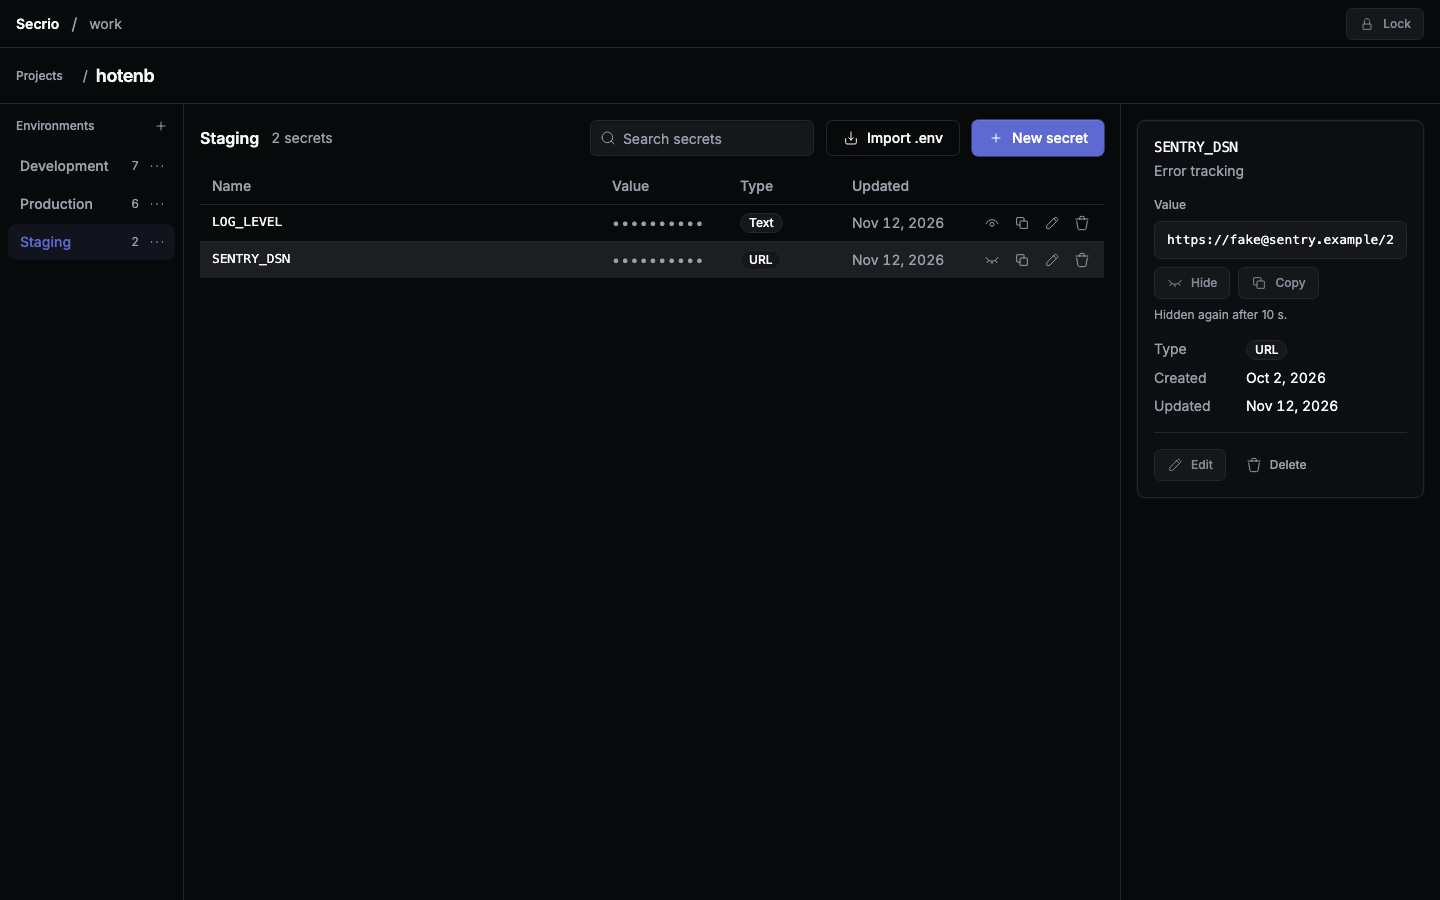 Secrio / work
Lock
Projects / hotenb
Environments
Development 7 ...
Production 6 ...
Staging 2 ...
Staging 2 secrets
Search secrets
Import .env
New secret
Name Value Type Updated
LOG_LEVEL •••••••••• Text Nov 12, 2026
SENTRY_DSN •••••••••• URL Nov 12, 2026
SENTRY_DSN
Error tracking
Value
https://fake@sentry.example/2
Hide Copy
Hidden again after 10 s.
Type URL
Created Oct 2, 2026
Updated Nov 12, 2026
Edit Delete